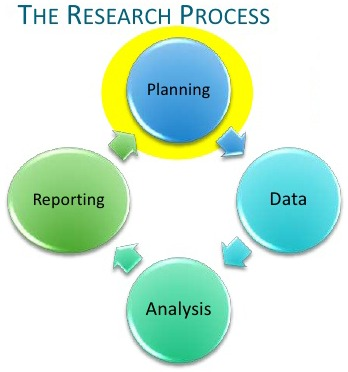 THE RESEARCH PROCESS
Planning
Reporting
Data
Analysis